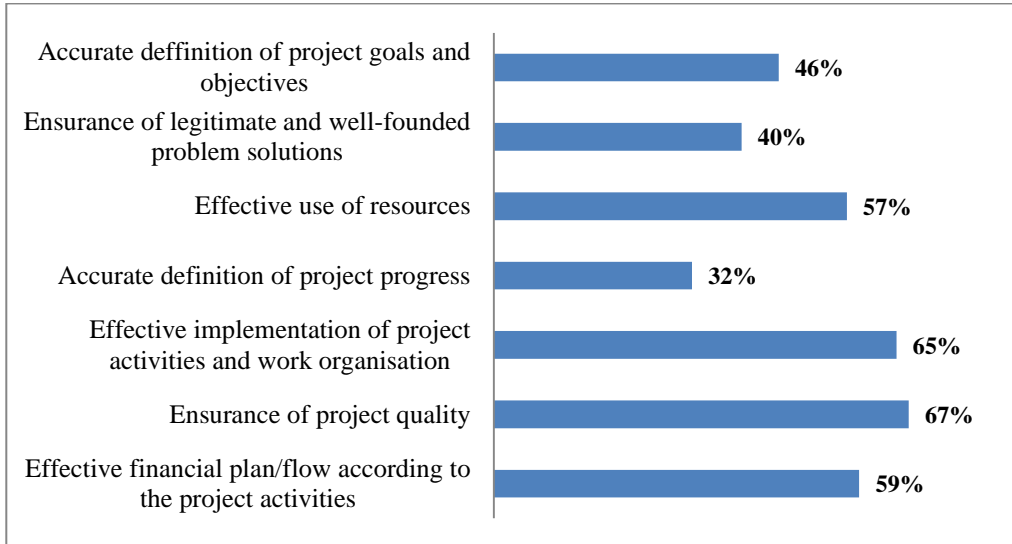 Accurate deffinition of project goals and
objectives
46%
Ensurance of legitimate and well-founded
problem solutions
40%
Effective use of resources
57%
Accurate definition of project progress
32%
Effective implementation of project
activities and work organisation
65%
Ensurance of project quality
67%
Effective financial plan/flow according to
the project activities
59%